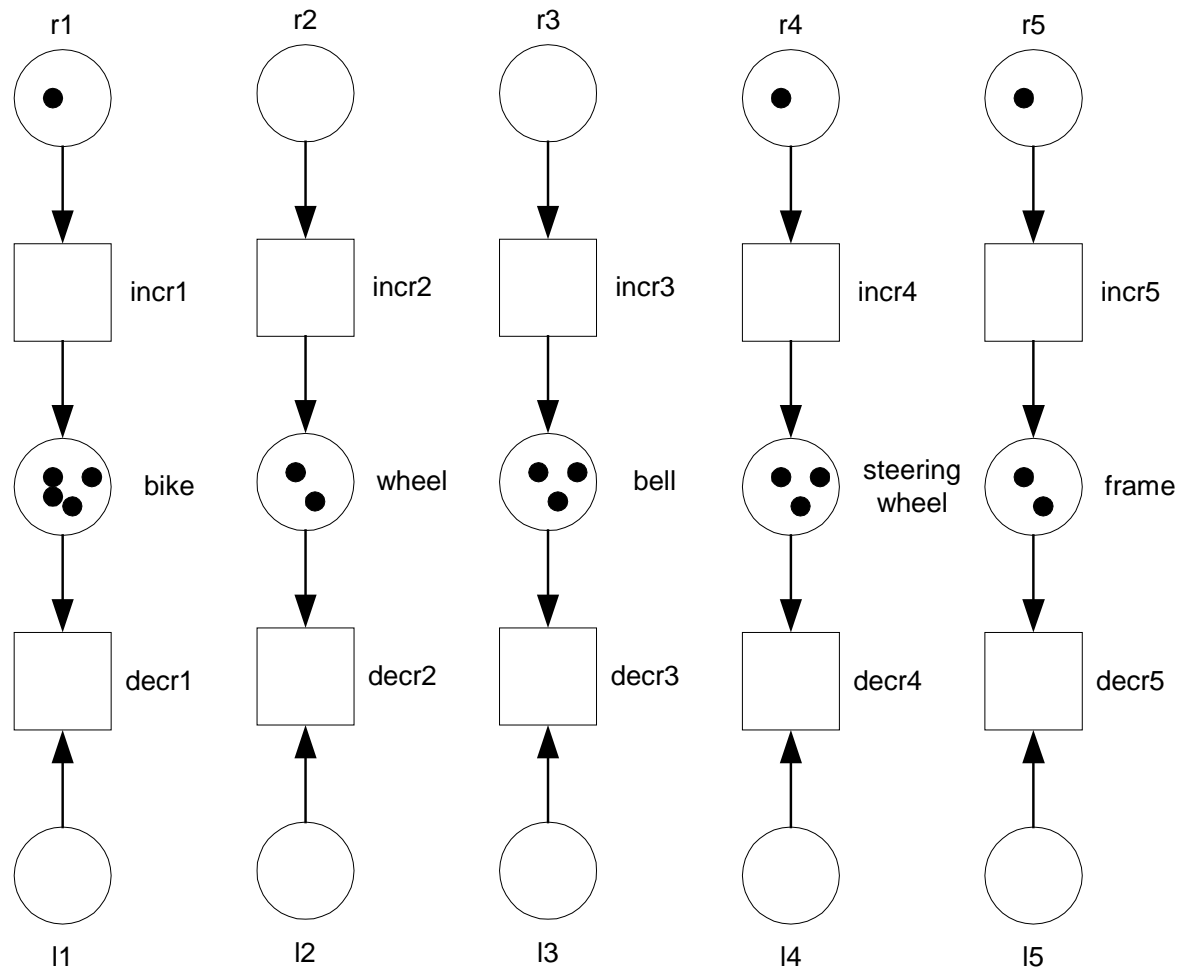 r1 r2 r3 r4 r5
incr1 incr2 incr3 incr4 incr5
bike wheel bell steering
wheel frame
decr1 decr2 decr3 decr4 decr5
l1 l2 l3 l4 l5